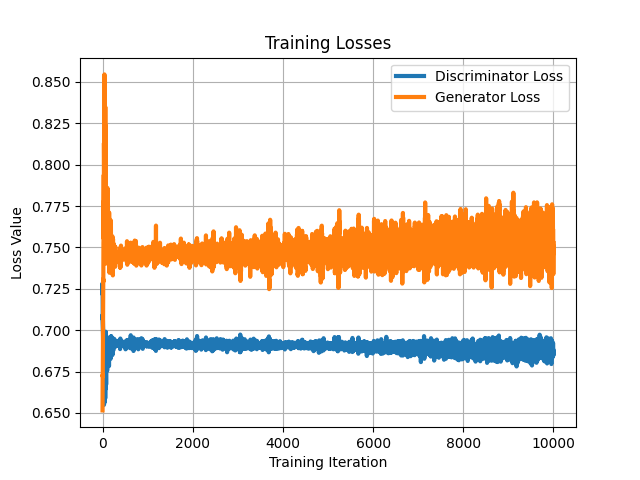 Training Losses
Discriminator Loss
Generator Loss
0.850
0.825
0.800
0.775
0.750
0.725
0.700
0.675
0.650
Loss Value
0 2000 4000 6000 8000 10000
Training Iteration